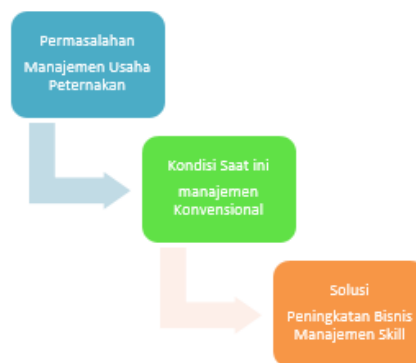 Permasalahan
Manajemen Usaha
Peternakan
Kondisi Saat ini
manajemen
Konvensional
Solusi
Peningkatan Bisnis
Manajemen Skill